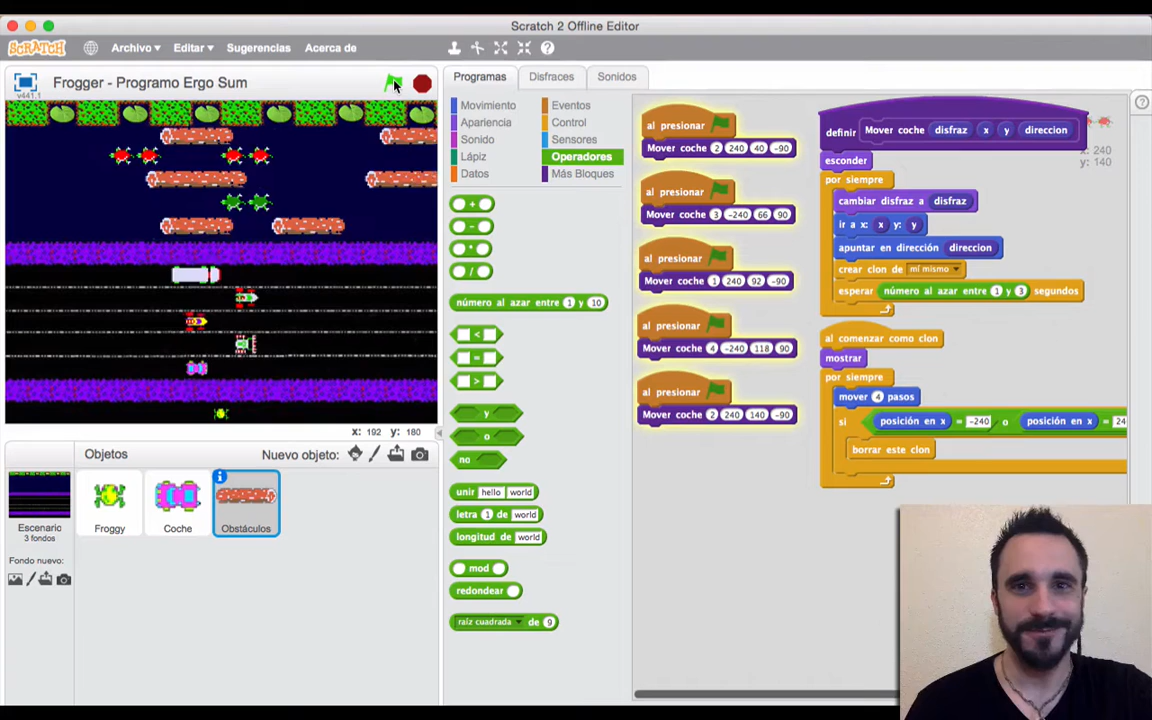 Scratch 2 Offline Editor
SCRATCH Archivo Editar Sugerencias Acerca de
v441.1
Frogger - Programo Ergo Sum
x: 192 y: 180
Objetos Nuevo objeto:
Escenario
3 fondos
Fondo nuevo:
Froggy
Coche
Obstáculos
Programas Disfraces Sonidos
Movimiento Eventos
Apariencia Control
Sonido Sensores
Lápiz Operadores
Datos Más Bloques
+
-
*
/
número al azar entre 1 y 10
<
=
>
y
o
no
unir hello world
letra 1 de world
longitud de world
mod
redondear
raíz cuadrada de 9
al presionar
Mover coche 2 240 40 -90
al presionar
Mover coche 3 -240 66 90
al presionar
Mover coche 1 240 92 -90
al presionar
Mover coche 4 -240 118 90
al presionar
Mover coche 2 240 140 -90
definir Mover coche disfraz x y direccion
esconder
por siempre
cambiar disfraz a disfraz
ir a x: x y: y
apuntar en dirección direccion
crear clon de mí mismo
esperar número al azar entre 1 y 3 segundos
al comenzar como clon
mostrar
por siempre
mover 4 pasos
si posición en x = -240 o posición en x = 24
borrar este clon
x: 240
y: 140
?